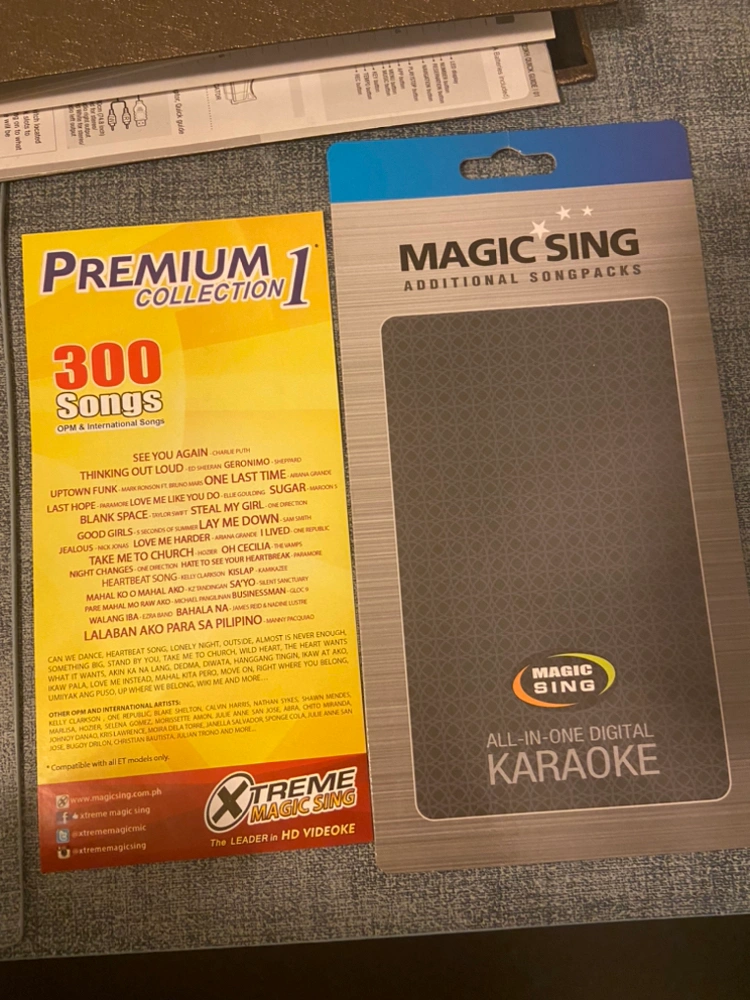 PREMIUM
COLLECTION 1*
300
Songs
OPM & International Songs
SEE YOU AGAIN - CHARLIE PUTH
THINKING OUT LOUD - ED SHEERAN GERONIMO - SHEPPARD
UPTOWN FUNK - MARK RONSON FT. BRUNO MARS ONE LAST TIME - ARIANA GRANDE
LAST HOPE - PARAMORE LOVE ME LIKE YOU DO - ELLIE GOULDING SUGAR - MAROON 5
BLANK SPACE - TAYLOR SWIFT STEAL MY GIRL - ONE DIRECTION
GOOD GIRLS - 5 SECONDS OF SUMMER LAY ME DOWN - SAM SMITH
JEALOUS - NICK JONAS LOVE ME HARDER - ARIANA GRANDE I LIVED - ONE REPUBLIC
TAKE ME TO CHURCH - HOZIER OH CECILIA - THE VAMPS
NIGHT CHANGES - ONE DIRECTION HATE TO SEE YOUR HEARTBREAK - PARAMORE
HEARTBEAT SONG - KELLY CLARKSON KISLAP - KAMIKAZEE
MAHAL KO O MAHAL AKO - KZ TANDINGAN SA'YO - SILENT SANCTUARY
PARE MAHAL MO RAW AKO - MICHAEL PANGILINAN BUSINESSMAN - GLOC 9
WALANG IBA - EZRA BAND BAHALA NA - JAMES REID & NADINE LUSTRE
LALABAN AKO PARA SA PILIPINO - MANNY PACQUIAO
CAN WE DANCE, HEARTBEAT SONG, LONELY NIGHT, OUTSIDE, ALMOST IS NEVER ENOUGH,
SOMETHING BIG, STAND BY YOU, TAKE ME TO CHURCH, WILD HEART, THE HEART WANTS
WHAT IT WANTS, AKIN KA NA LANG, DEDMA, DIWATA, HANGGANG TINGIN, IKAW AT AKO,
IKAW PALA, LOVE ME INSTEAD, MAHAL KITA PERO, MOVE ON, RIGHT WHERE YOU BELONG,
UMIIYAK ANG PUSO, UP WHERE WE BELONG, WIKI ME AND MORE....
OTHER OPM AND INTERNATIONAL ARTISTS:
KELLY CLARKSON , ONE REPUBLIC, BLAKE SHELTON, CALVIN HARRIS, NATHAN SYKES, SHAWN MENDES,
MARLISA, HOZIER, SELENA GOMEZ, MORISSETTE AMON, JULIE ANNE SAN JOSE, ABRA, CHITO MIRANDA,
JOHNOY DANAO, KRIS LAWRENCE, MOIRA DELA TORRE, JANELLA SALVADOR, SPONGE COLA, JULIE ANNE SAN
JOSE, BUGOY DRILON, CHRISTIAN BAUTISTA, JULIAN TRONO AND MORE...
* Compatible with all ET models only.
www.magicsing.com.ph
xtreme magic sing
@xtrememagicmic
@xtrememagicsing
XTREME
MAGIC SING
The LEADER in HD VIDEOKE
MAGIC SING
ADDITIONAL SONGPACKS
MAGIC
SING
ALL-IN-ONE DIGITAL
KARAOKE